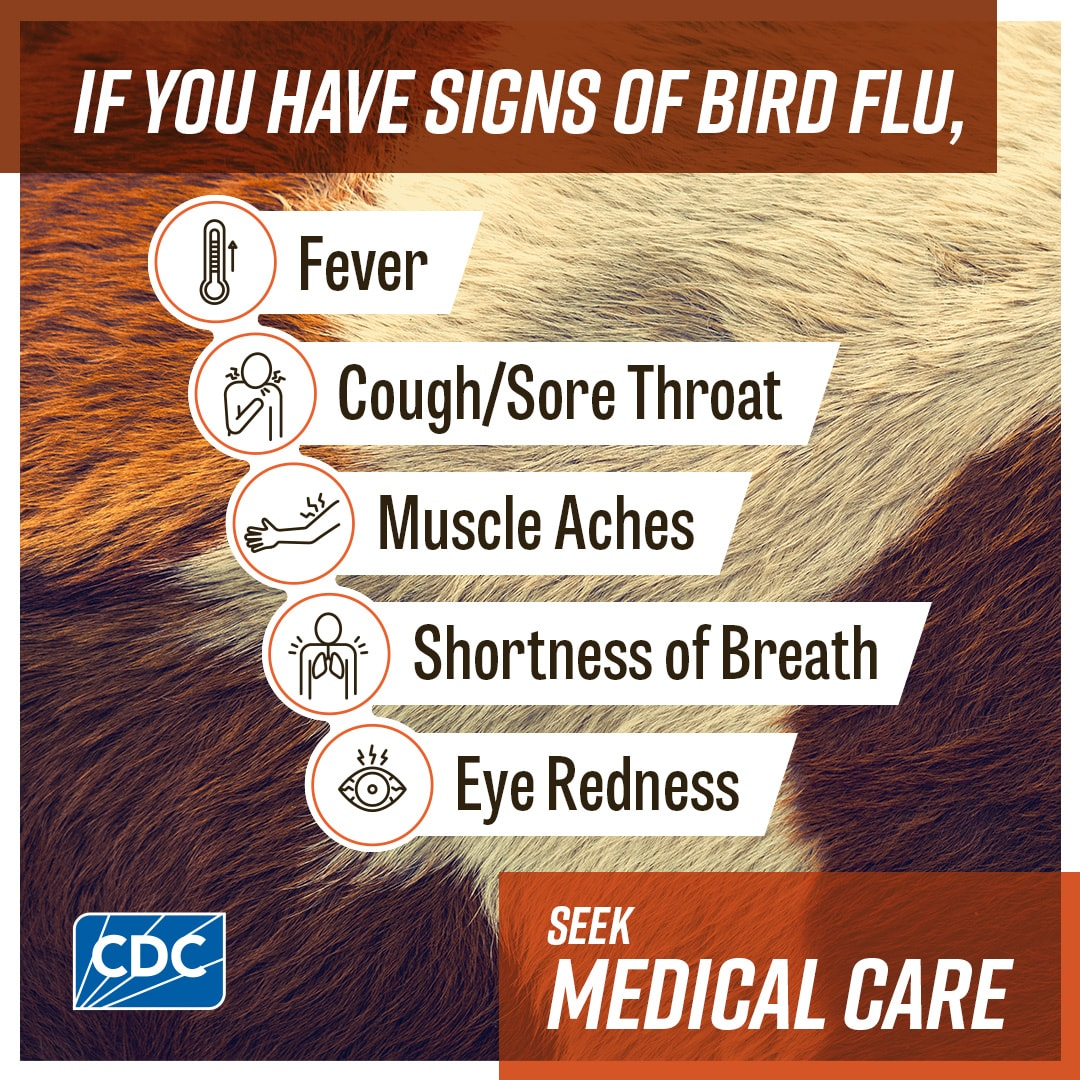 IF YOU HAVE SIGNS OF BIRD FLU,
Fever
Cough/Sore Throat
Muscle Aches
Shortness of Breath
Eye Redness
CDC
SEEK
MEDICAL CARE